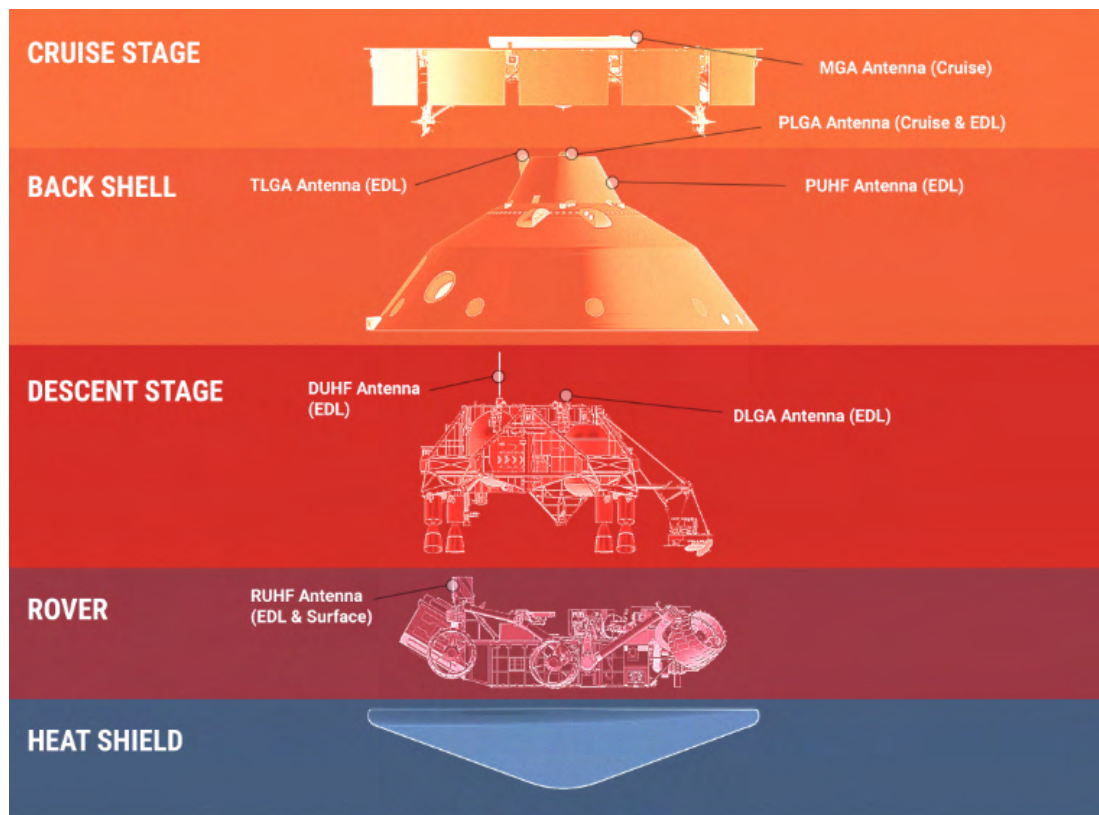 CRUISE STAGE
MGA Antenna (Cruise)
PLGA Antenna (Cruise & EDL)
BACK SHELL
TLGA Antenna (EDL)
PUHF Antenna (EDL)
DESCENT STAGE
DUHF Antenna
(EDL)
DLGA Antenna (EDL)
ROVER
RUHF Antenna
(EDL & Surface)
HEAT SHIELD